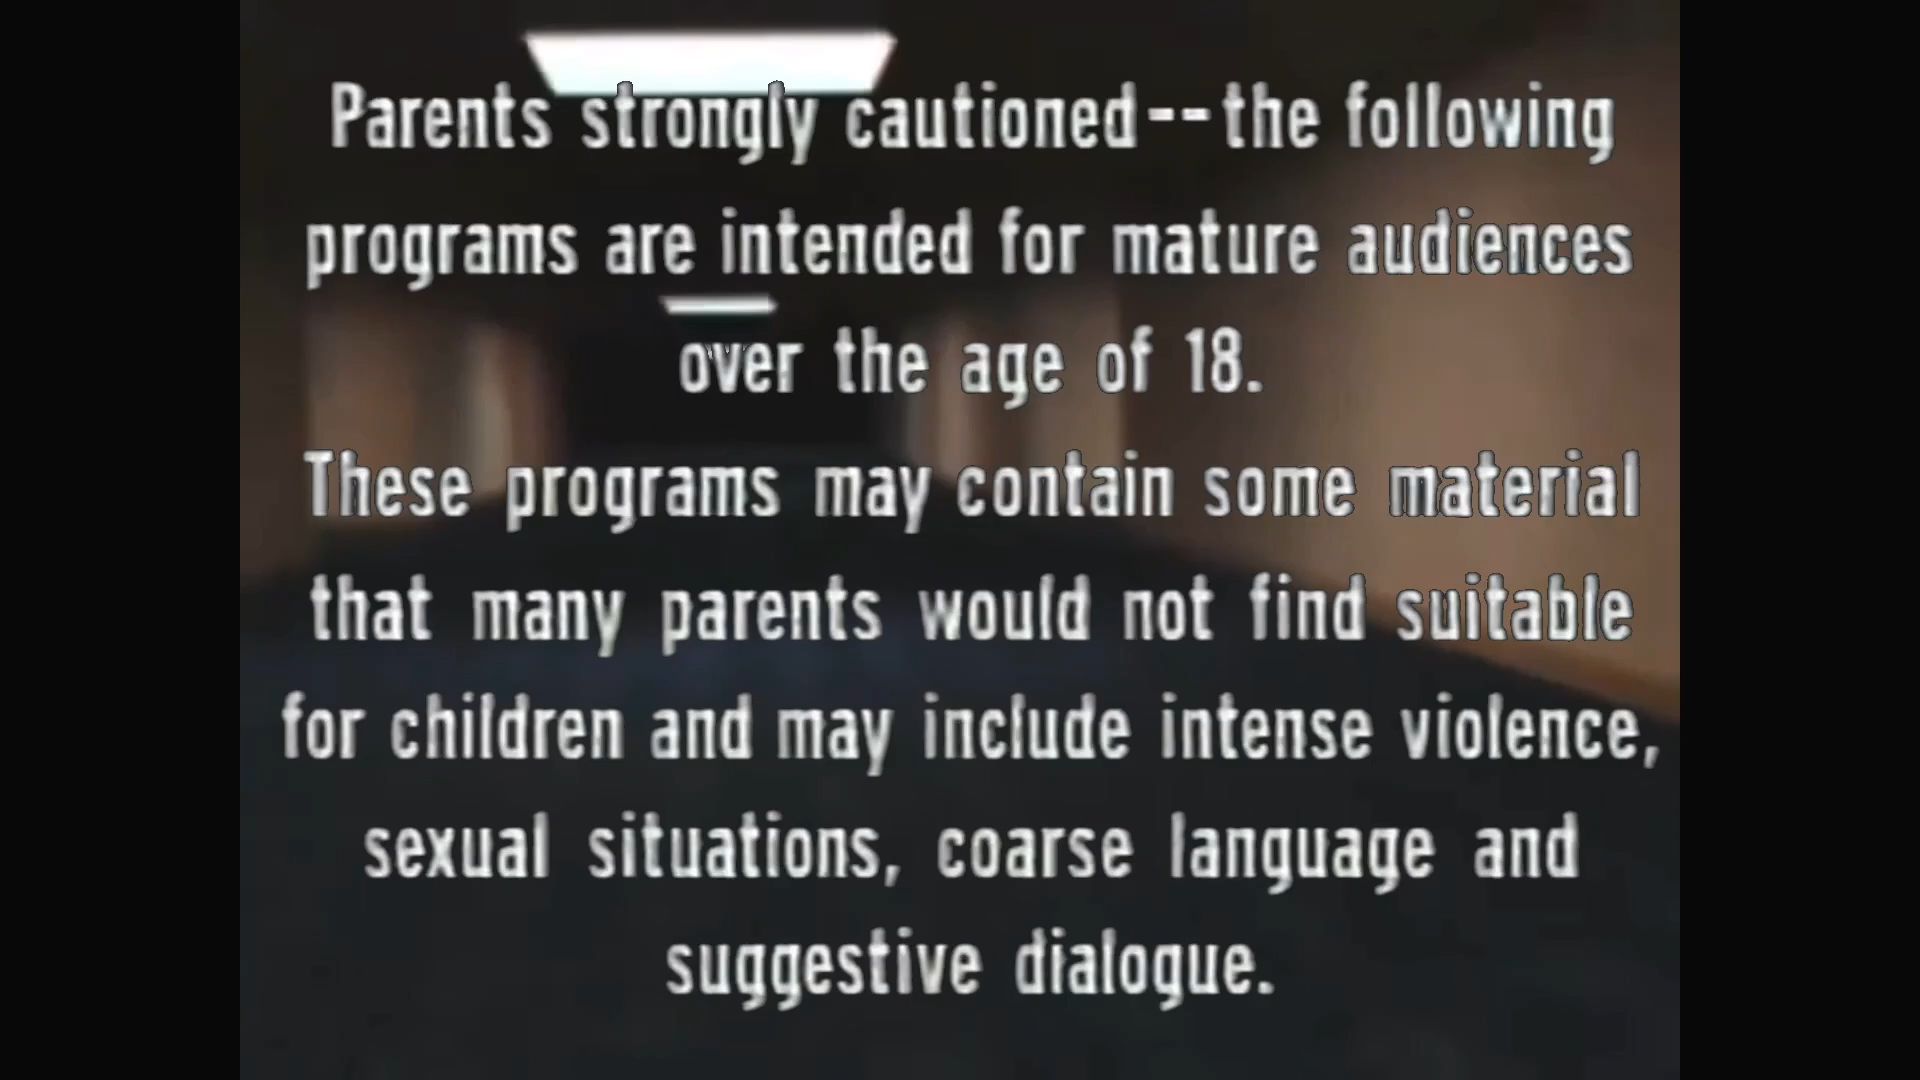 Parents strongly cautioned--the following
programs are intended for mature audiences
over the age of 18.
These programs may contain some material
that many parents would not find suitable
for children and may include intense violence,
sexual situations, coarse language and
suggestive dialogue.